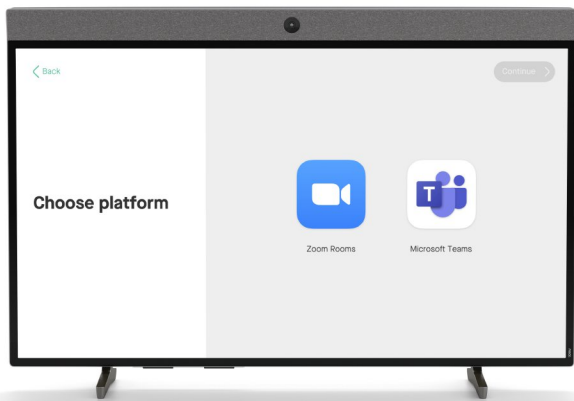 Back
Continue
Choose platform
T
Zoom Rooms
Microsoft Teams